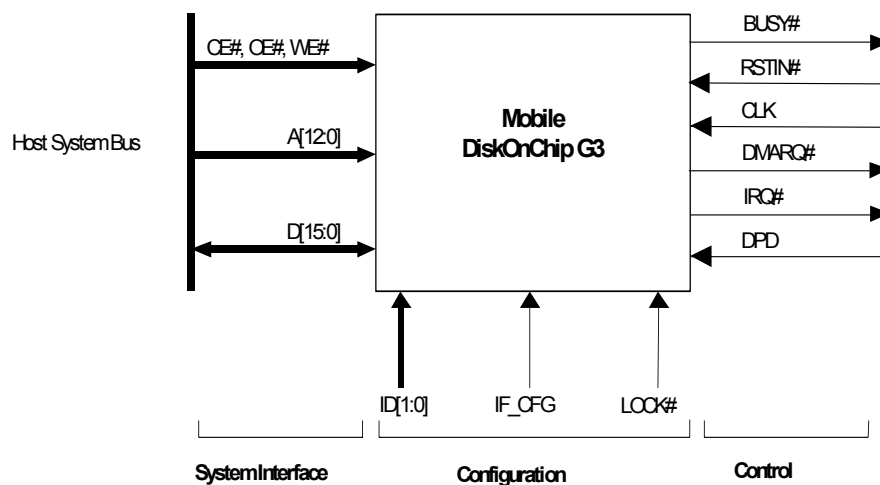 CE#, OE#, WE#
Host System Bus
A[12:0]
D[15:0]
Mobile
DiskOnChip G3
BUSY#
RSTIN#
CLK
DMARQ#
IRQ#
DPD
ID[1:0]
IF_CFG
LOCK#
System Interface
Configuration
Control